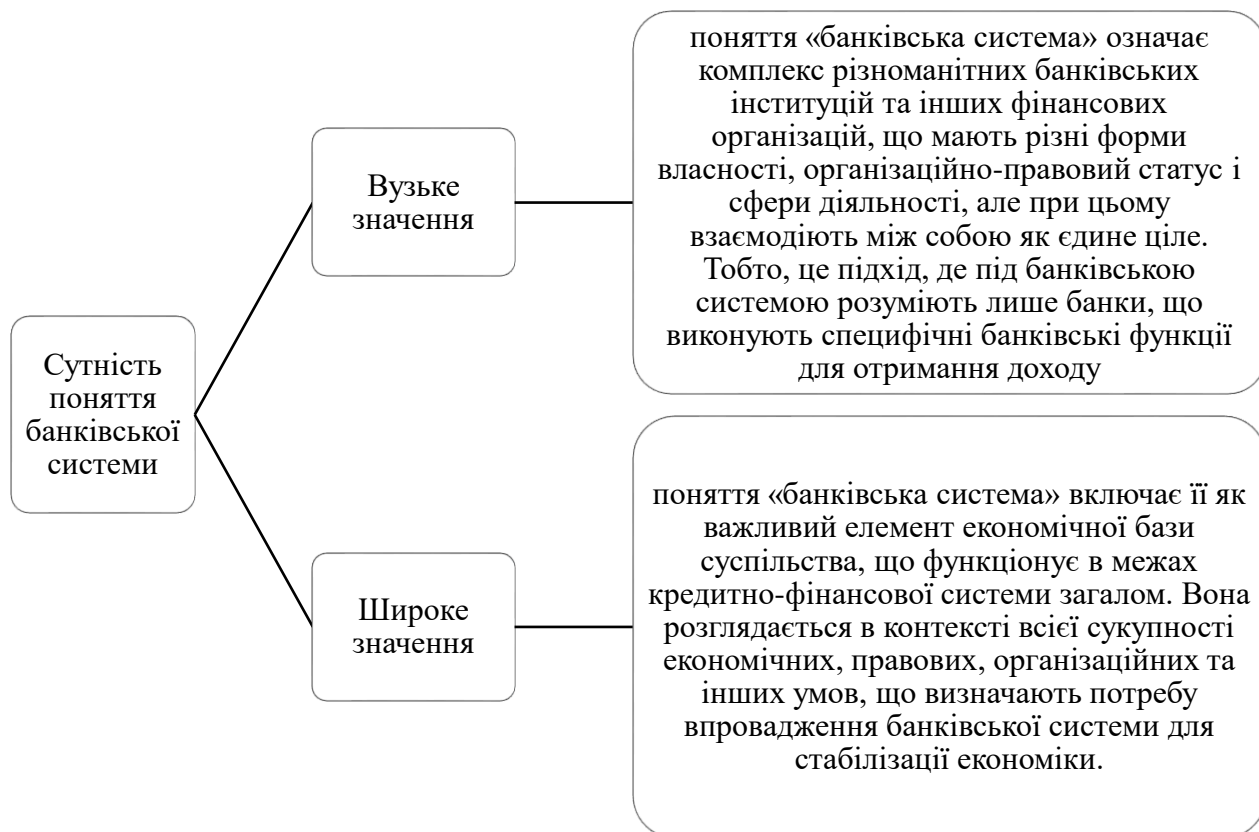 Сутність
поняття
банківської
системи
Вузьке
значення
поняття «банківська система» означає
комплекс різноманітних банківських
інституцій та інших фінансових
організацій, що мають різні форми
власності, організаційно-правовий статус і
сфери діяльності, але при цьому
взаємодіють між собою як єдине ціле.
Тобто, це підхід, де під банківською
системою розуміють лише банки, що
виконують специфічні банківські функції
для отримання доходу
Широке
значення
поняття «банківська система» включає її як
важливий елемент економічної бази
суспільства, що функціонує в межах
кредитно-фінансової системи загалом. Вона
розглядається в контексті всієї сукупності
економічних, правових, організаційних та
інших умов, що визначають потребу
впровадження банківської системи для
стабілізації економіки.